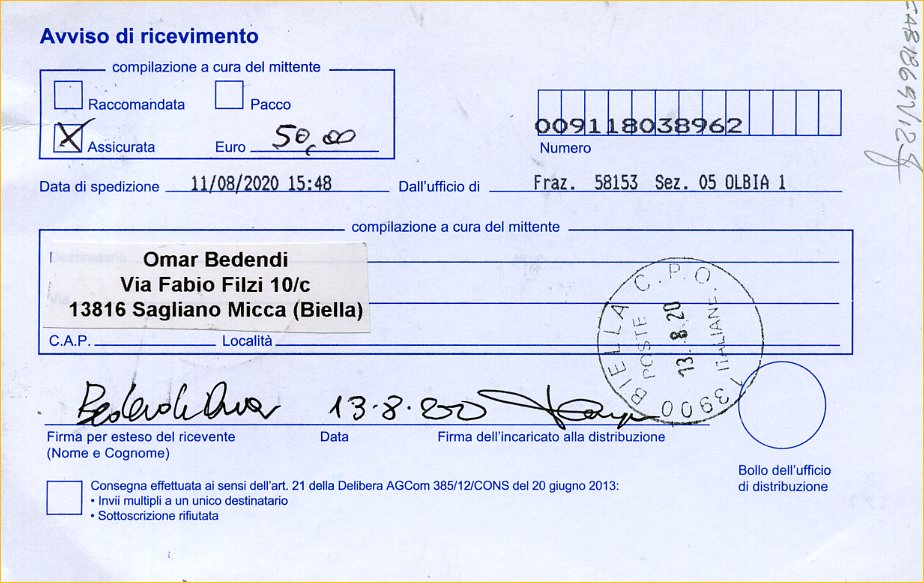 Avviso di ricevimento
compilazione a cura del mittente
Raccomandata Pacco
X Assicurata Euro 50,00
009118038962
Numero
Data di spedizione 11/08/2020 15:48 Dall'ufficio di Fraz. 58153 Sez. 05 OLBIA 1
compilazione a cura del mittente
Destinatario
Omar Bedendi
Via Fabio Filzi 10/c
13816 Sagliano Micca (Biella)
Via
C.A.P. Località
13900 BIELLA C.P.O.
POSTE
13.8.20
ITALIANE
Bedendi Omar 13.8.20
Firma per esteso del ricevente Data Firma dell'incaricato alla distribuzione
(Nome e Cognome)
Bollo dell'ufficio
di distribuzione
Consegna effettuata ai sensi dell'art. 21 della Delibera AGCom 385/12/CONS del 20 giugno 2013:
• Invii multipli a un unico destinatario
• Sottoscrizione rifiutata